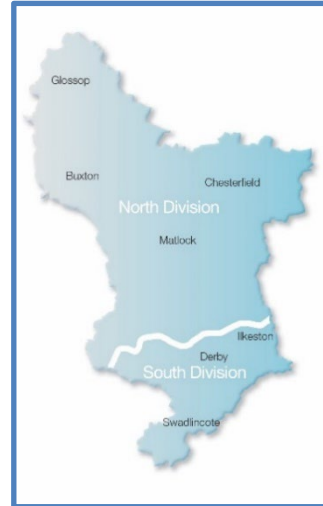 Glossop
Buxton
Chesterfield
North Division
Matlock
Ilkeston
Derby
South Division
Swadlincote